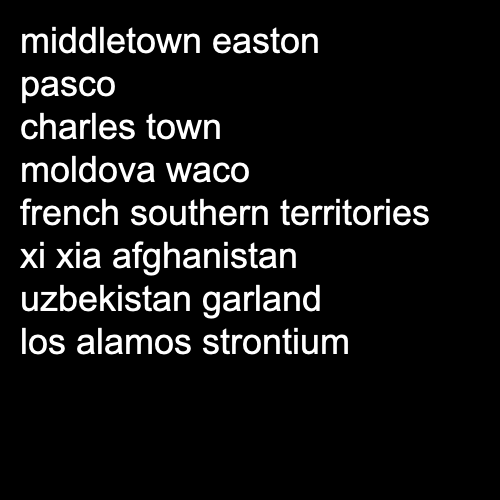 middletown easton
pasco
charles town
moldova waco
french southern territories
xi xia afghanistan
uzbekistan garland
los alamos strontium